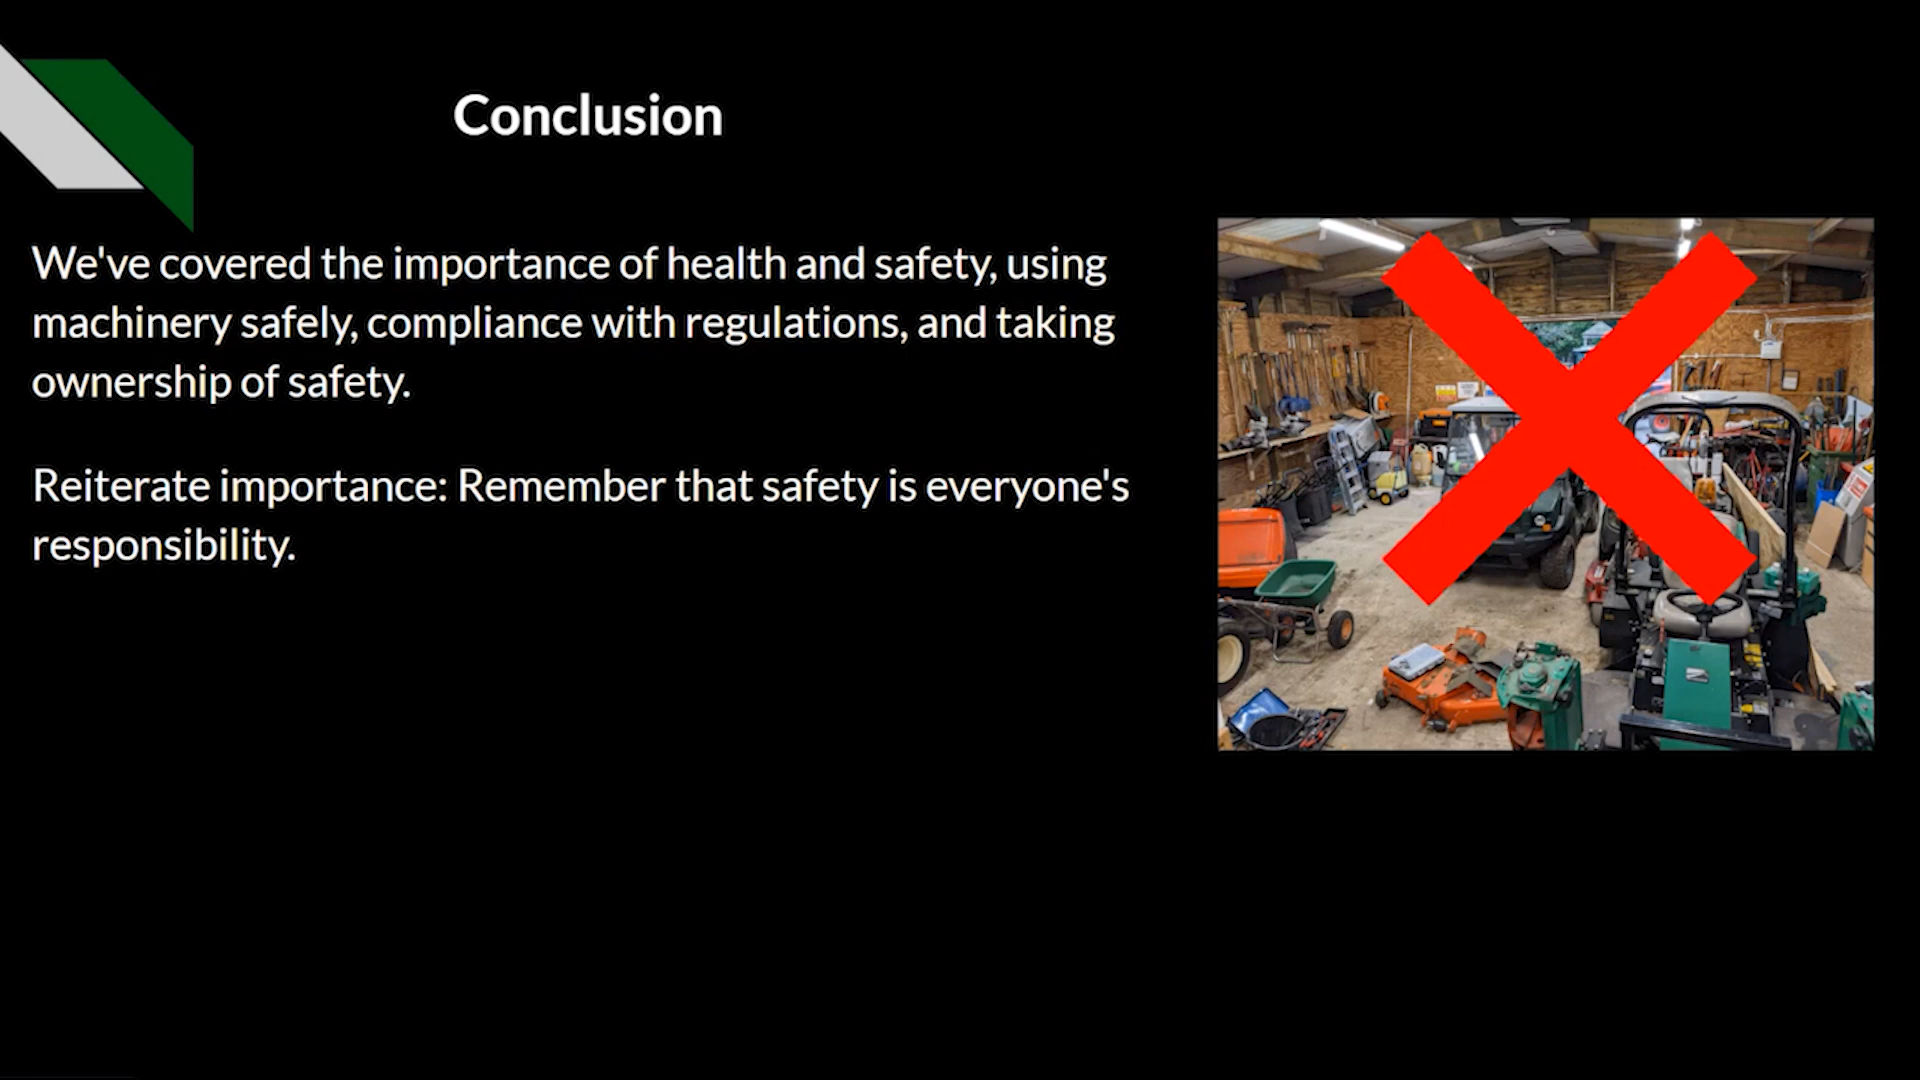 Conclusion
We've covered the importance of health and safety, using
machinery safely, compliance with regulations, and taking
ownership of safety.
Reiterate importance: Remember that safety is everyone's
responsibility.